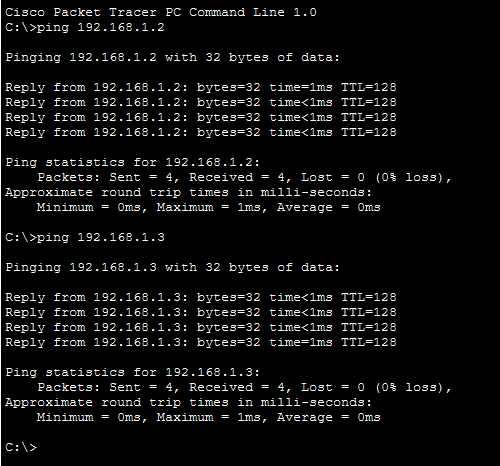 Cisco Packet Tracer PC Command Line 1.0
C:\>ping 192.168.1.2
Pinging 192.168.1.2 with 32 bytes of data:
Reply from 192.168.1.2: bytes=32 time=1ms TTL=128
Reply from 192.168.1.2: bytes=32 time<1ms TTL=128
Reply from 192.168.1.2: bytes=32 time<1ms TTL=128
Reply from 192.168.1.2: bytes=32 time<1ms TTL=128
Ping statistics for 192.168.1.2:
    Packets: Sent = 4, Received = 4, Lost = 0 (0% loss),
Approximate round trip times in milli-seconds:
    Minimum = 0ms, Maximum = 1ms, Average = 0ms
C:\>ping 192.168.1.3
Pinging 192.168.1.3 with 32 bytes of data:
Reply from 192.168.1.3: bytes=32 time<1ms TTL=128
Reply from 192.168.1.3: bytes=32 time<1ms TTL=128
Reply from 192.168.1.3: bytes=32 time<1ms TTL=128
Reply from 192.168.1.3: bytes=32 time=1ms TTL=128
Ping statistics for 192.168.1.3:
    Packets: Sent = 4, Received = 4, Lost = 0 (0% loss),
Approximate round trip times in milli-seconds:
    Minimum = 0ms, Maximum = 1ms, Average = 0ms
C:\>